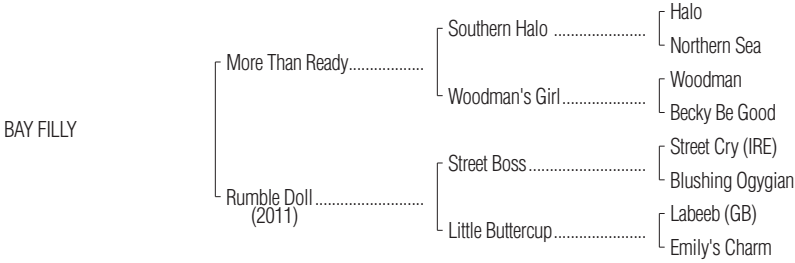 Halo
Southern Halo ......................
Northern Sea
More Than Ready..................
Woodman
Woodman's Girl....................
Becky Be Good
BAY FILLY
Street Cry (IRE)
Street Boss............................
Blushing Ogygian
Rumble Doll..........................
(2011)
Labeeb (GB)
Little Buttercup......................
Emily's Charm